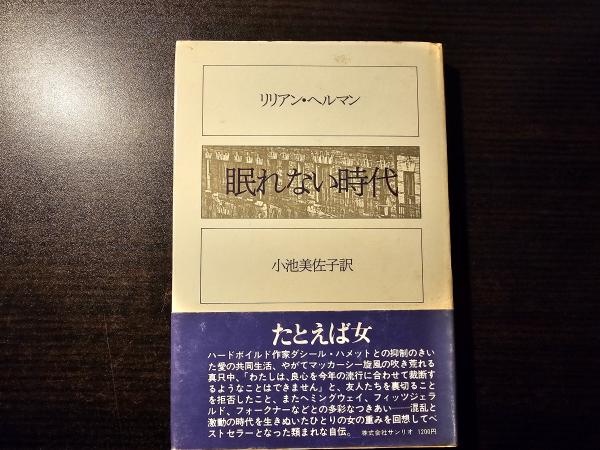 リリアン・ヘルマン
眠れない時代
小池美佐子訳
たとえば女
ハードボイルド作家ダシール・ハメットとの抑制のきい
た愛の共同生活、やがてマッカーシー旋風の吹き荒れる
真只中、「わたしは、良心を今年の流行に合わせて裁断す
るようなことはできません」と、友人たちを裏切ること
を拒否したこと、またヘミングウェイ、フィッツジェラ
ルド、フォークナーなどとの多彩なつきあい――混乱と
激動の時代を生きぬいたひとりの女の重みを回想してベ
ストセラーとなった類まれな自伝。 株式会社サンリオ 1200円